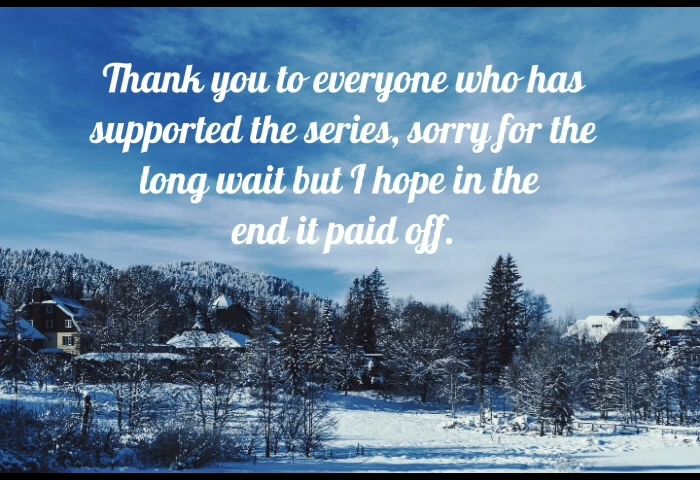 Thank you to everyone who has
supported the series, sorry for the
long wait but I hope in the
end it paid off.